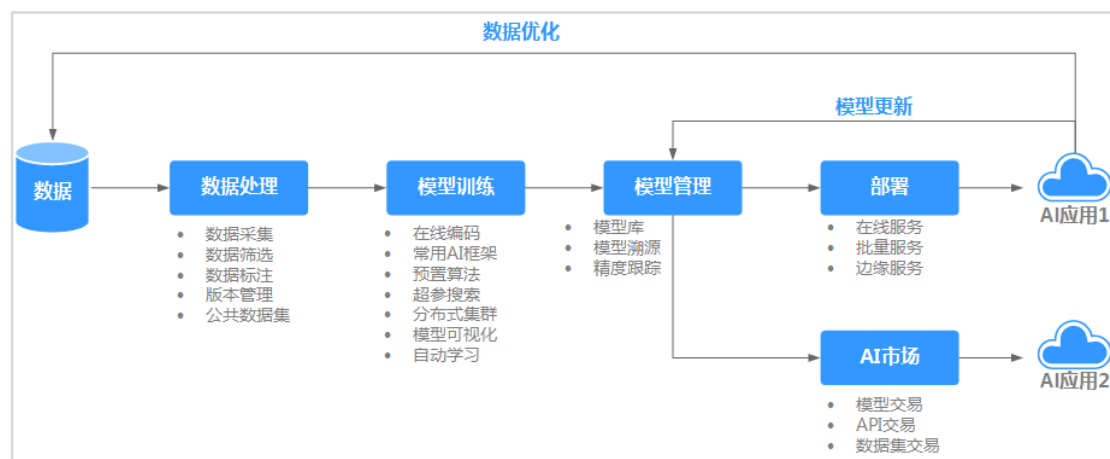 数据优化
模型更新
数据
数据处理
数据采集
数据筛选
数据标注
版本管理
公共数据集
模型训练
在线编码
常用AI框架
预置算法
超参搜索
分布式集群
模型可视化
自动学习
模型管理
模型库
模型溯源
精度跟踪
部署
在线服务
批量服务
边缘服务
AI应用1
AI市场
模型交易
API交易
数据集交易
AI应用2